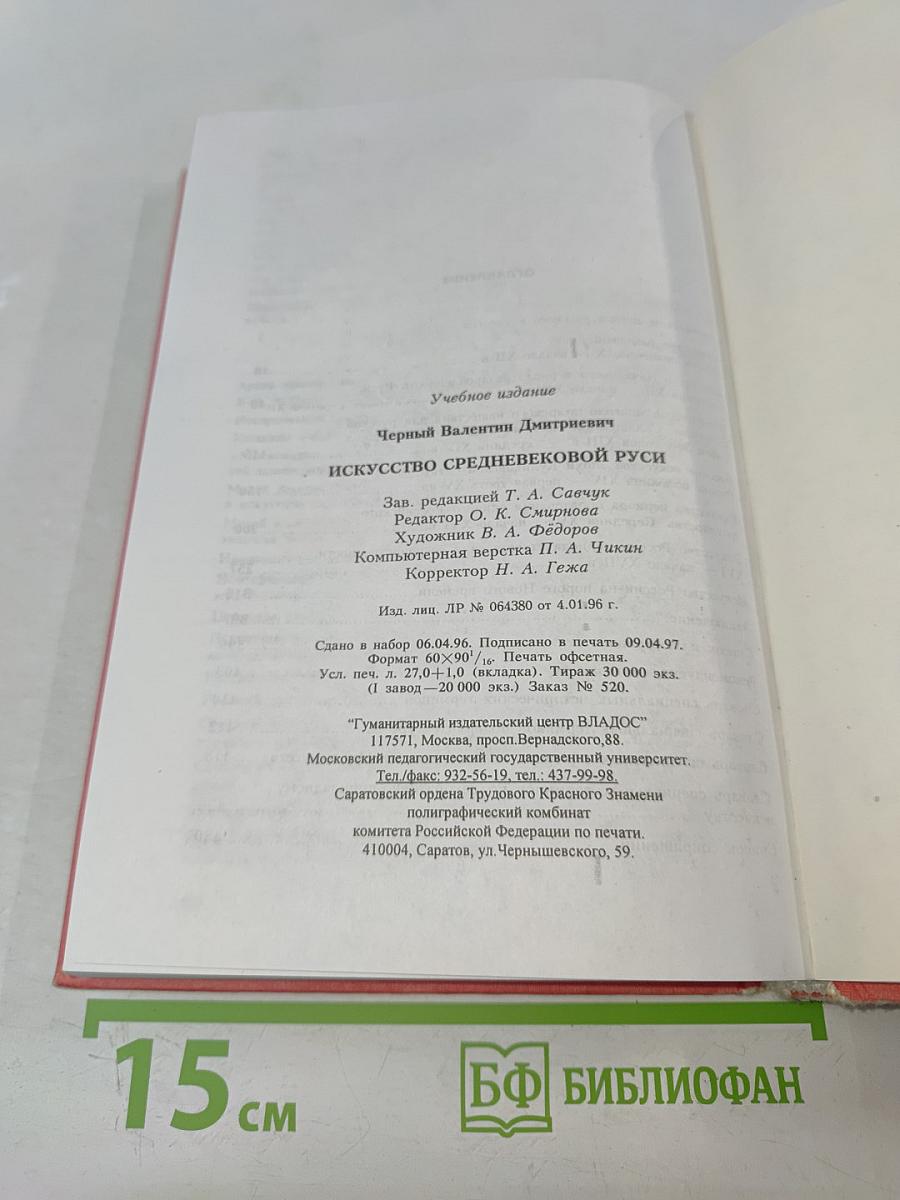 Учебное издание
Черный Валентин Дмитриевич
ИСКУССТВО СРЕДНЕВЕКОВОЙ РУСИ
Зав. редакцией Т. А. Савчук
Редактор О. К. Смирнова
Художник В. А. Фёдоров
Компьютерная верстка П. А. Чикин
Корректор Н. А. Гежа
Изд. лиц. ЛР № 064380 от 4.01.96 г.
Сдано в набор 06.04.96. Подписано в печать 09.04.97.
Формат 60×90¹/₁₆. Печать офсетная.
Усл. печ. л. 27,0+1,0 (вкладка). Тираж 30 000 экз.
(I завод—20 000 экз.) Заказ № 520.
"Гуманитарный издательский центр ВЛАДОС"
117571, Москва, просп.Вернадского,88.
Московский педагогический государственный университет.
Тел./факс: 932-56-19, тел.: 437-99-98.
Саратовский ордена Трудового Красного Знамени
полиграфический комбинат
комитета Российской Федерации по печати.
410004, Саратов, ул.Чернышевского, 59.
15 см
БФ БИБЛИОФАН